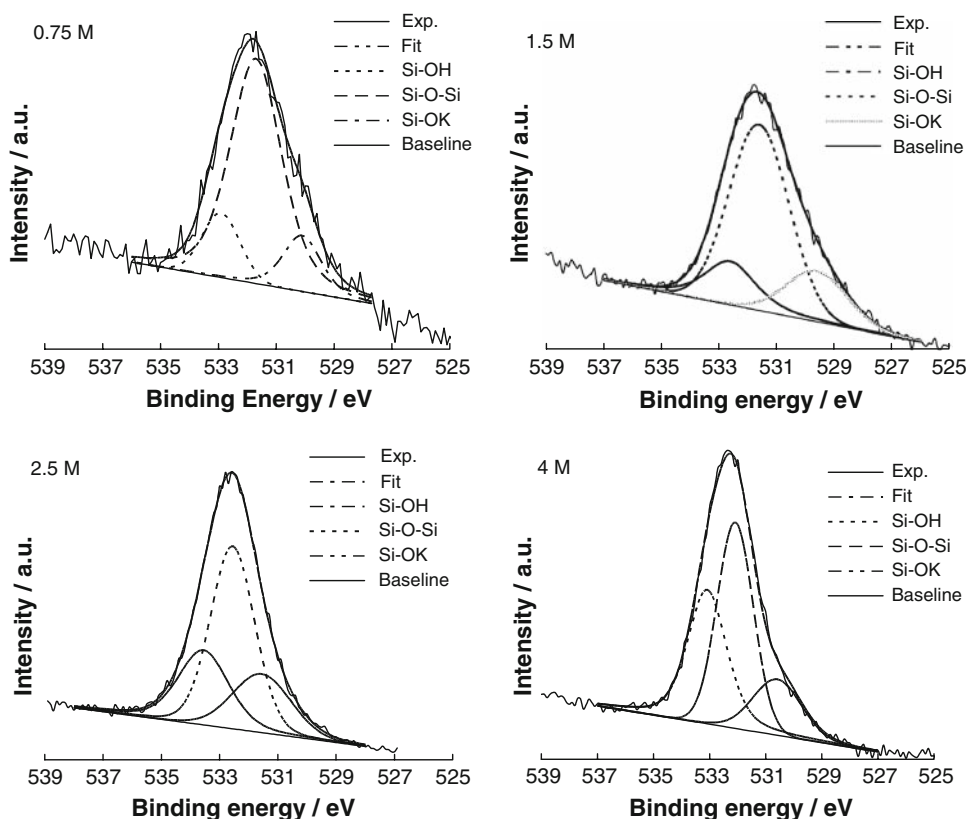 0.75 M
Exp.
Fit
Si-OH
Si-O-Si
Si-OK
Baseline
Intensity / a.u.
539 537 535 533 531 529 527 525
Binding Energy / eV
1.5 M
Exp.
Fit
Si-OH
Si-O-Si
Si-OK
Baseline
Intensity / a.u.
539 537 535 533 531 529 527 525
Binding energy / eV
2.5 M
Exp.
Fit
Si-OH
Si-O-Si
Si-OK
Baseline
Intensity / a.u.
539 537 535 533 531 529 527 525
Binding energy / eV
4 M
Exp.
Fit
Si-OH
Si-O-Si
Si-OK
Baseline
Intensity / a.u.
539 537 535 533 531 529 527 525
Binding energy / eV